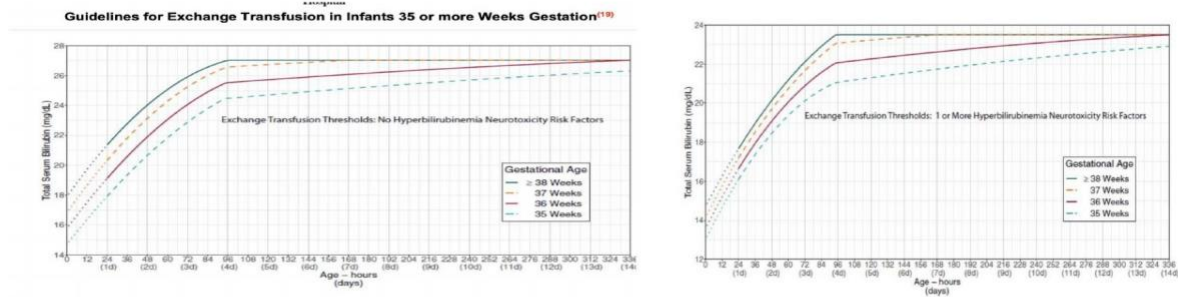 Guidelines for Exchange Transfusion in Infants 35 or more Weeks Gestation(19)
28
26
24
22
20
18
16
14
Total Serum Bilirubin (mg/dL)
Exchange Transfusion Thresholds: No Hyperbilirubinemia Neurotoxicity Risk Factors
Gestational Age
≥ 38 Weeks
37 Weeks
36 Weeks
35 Weeks
0 12 24 36 48 60 72 84 96 108 120 132 144 156 168 180 192 204 216 228 240 252 264 276 288 300 312 324 336
(1d) (2d) (3d) (4d) (5d) (6d) (7d) (8d) (9d) (10d) (11d) (12d) (13d) (14d
Age – hours
(days)
24
22
20
18
16
14
12
Total Serum Bilirubin (mg/dL)
Exchange Transfusion Thresholds: 1 or More Hyperbilirubinemia Neurotoxicity Risk Factors
Gestational Age
≥ 38 Weeks
37 Weeks
36 Weeks
35 Weeks
0 12 24 36 48 60 72 84 96 108 120 132 144 156 168 180 192 204 216 228 240 252 264 276 288 300 312 324 336
(1d) (2d) (3d) (4d) (5d) (6d) (7d) (8d) (9d) (10d) (11d) (12d) (13d) (14d)
Age – hours
(days)